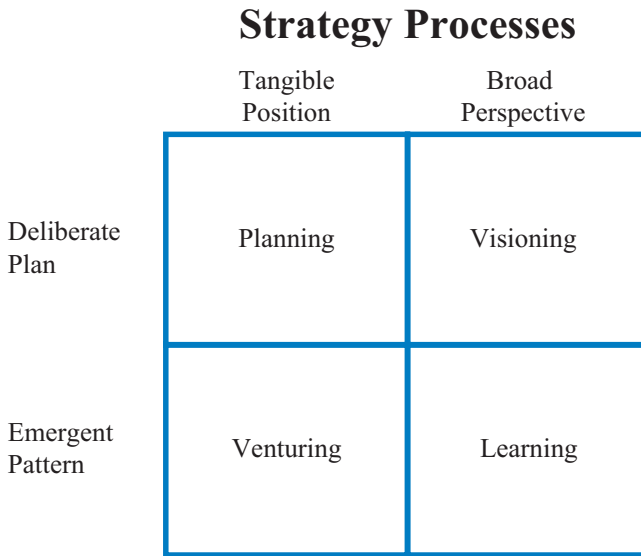 Strategy Processes
Tangible Position
Broad Perspective
Deliberate Plan
Planning
Visioning
Emergent Pattern
Venturing
Learning